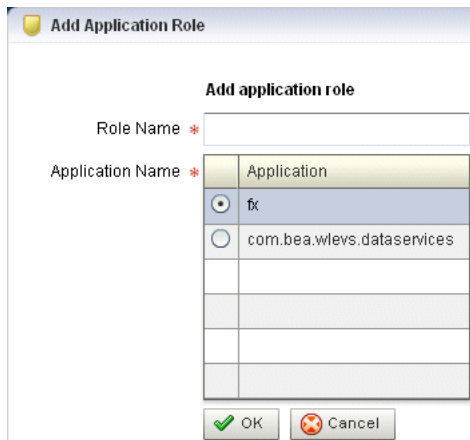 Add Application Role
Add application role
Role Name *
Application Name *
Application
fx
com.bea.wlevs.dataservices
OK
Cancel